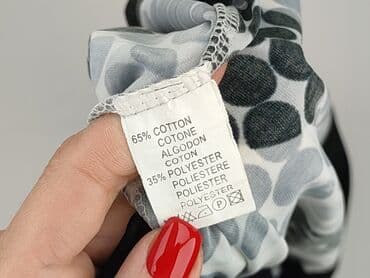 65% COTTON
COTONE
ALGODON
COTON
35% POLYESTER
POLIESTERE
POLIESTER
POLYESTER